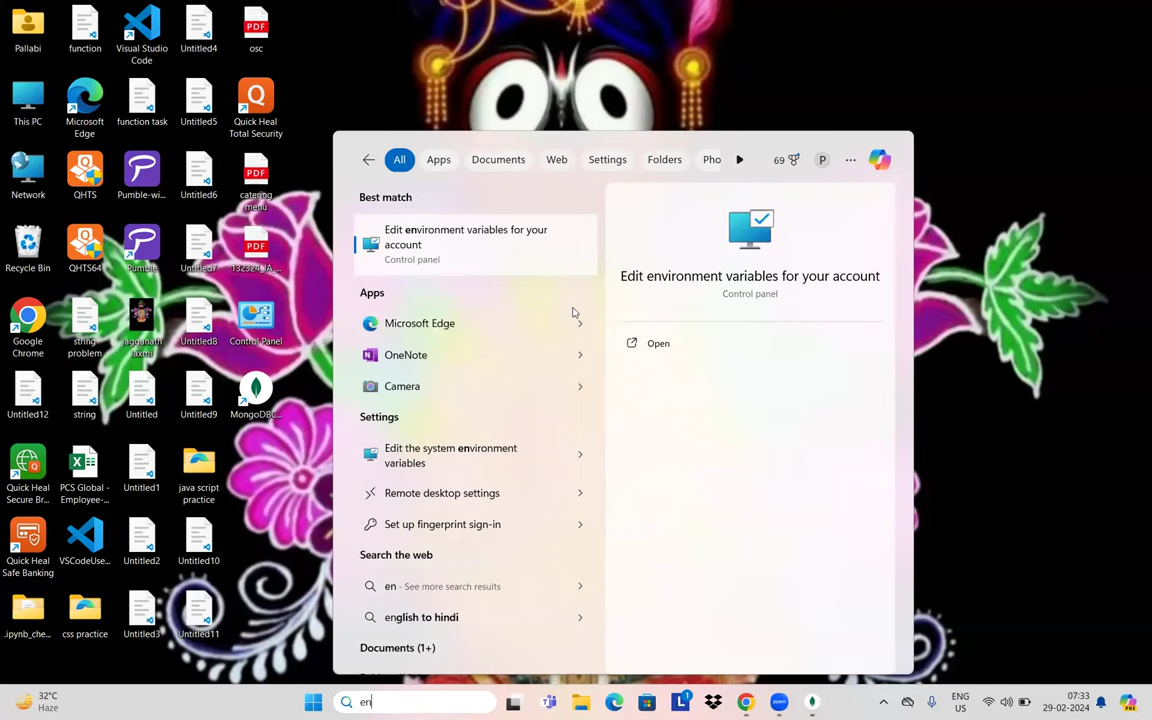 Pallabi
function
Visual Studio
Code
Untitled4
osc
This PC
Microsoft
Edge
function task
Untitled5
Quick Heal
Total Security
Network
QHTS
Pumble-wi...
Untitled6
catering
menu
Recycle Bin
QHTS64
Pumble
Untitled7
132324_JA_...
Google
Chrome
string
problem
Untitled8
Control Panel
Untitled12
string
Untitled
Untitled9
MongoDBC...
Quick Heal
Secure Br...
PCS Global -
Employee-...
Untitled1
java script
practice
Quick Heal
Safe Banking
VSCodeUse...
Untitled2
Untitled10
.ipynb_che...
css practice
Untitled3
Untitled11
PDF
PDF
PDF
All
Apps
Documents
Web
Settings
Folders
Pho
69
P
Best match
Edit environment variables for your
account
Control panel
Apps
Microsoft Edge
OneNote
Camera
Settings
Edit the system environment
variables
Remote desktop settings
Set up fingerprint sign-in
Search the web
en - See more search results
english to hindi
Documents (1+)
Edit environment variables for your account
Control panel
Open
32°C
Haze
en
1
zoom
ENG
US
07:33
29-02-2024
PRE